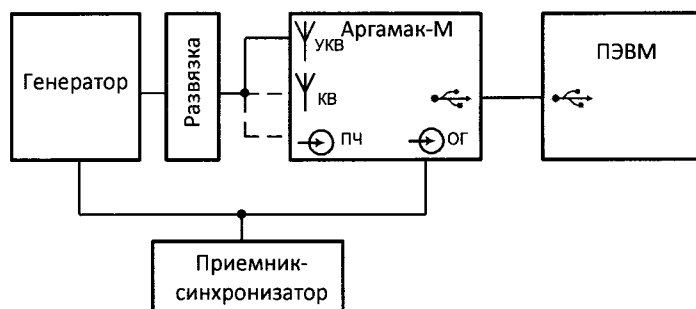 Генератор
Развязка
УКВ
Аргамак-М
КВ
ПЧ
ОГ
ПЭВМ
Приемник-
синхронизатор